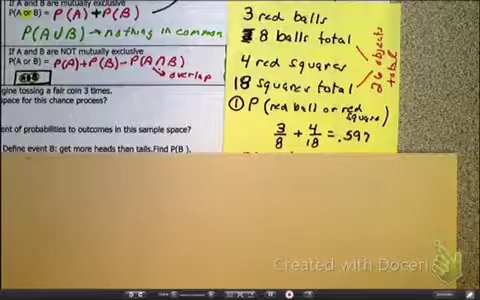 If A and B are mutually exclusive
P(A or B) = P(A) + P(B)
P(A∪B) → nothing in common
If A and B are NOT mutually exclusive
P(A or B) = P(A) + P(B) - P(A∩B)
overlap
gine tossing a fair coin 3 times.
space for this chance process?
ent of probabilities to outcomes in this sample space?
Define event B: get more heads than tails. Find P(B).
3 red balls
8 balls total
4 red squares
18 squares total
26 objects total
① P (red ball or red square)
3/8 + 4/18 = .597
Created with Doceri